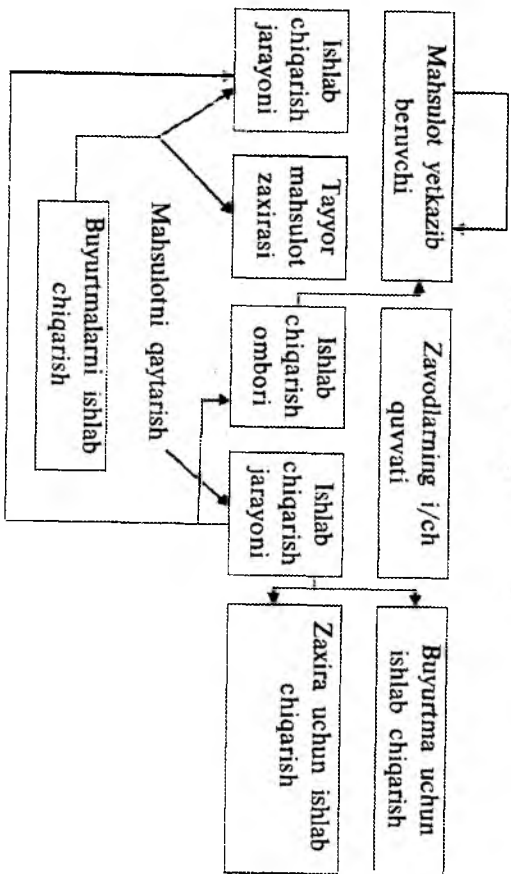 Mahsulot yetkazib
beruvchi
Zavodlarning i/ch
quvvati
Buyurtma uchun
ishlab chiqarish
Ishlab
chiqarish
jarayoni
Tayyor
mahsulot
zaxirasi
Ishlab
chiqarish
ombori
Ishlab
chiqarish
jarayoni
Zaxira uchun ishlab
chiqarish
Mahsulotni qaytarish
Buyurtmalarni ishlab
chiqarish